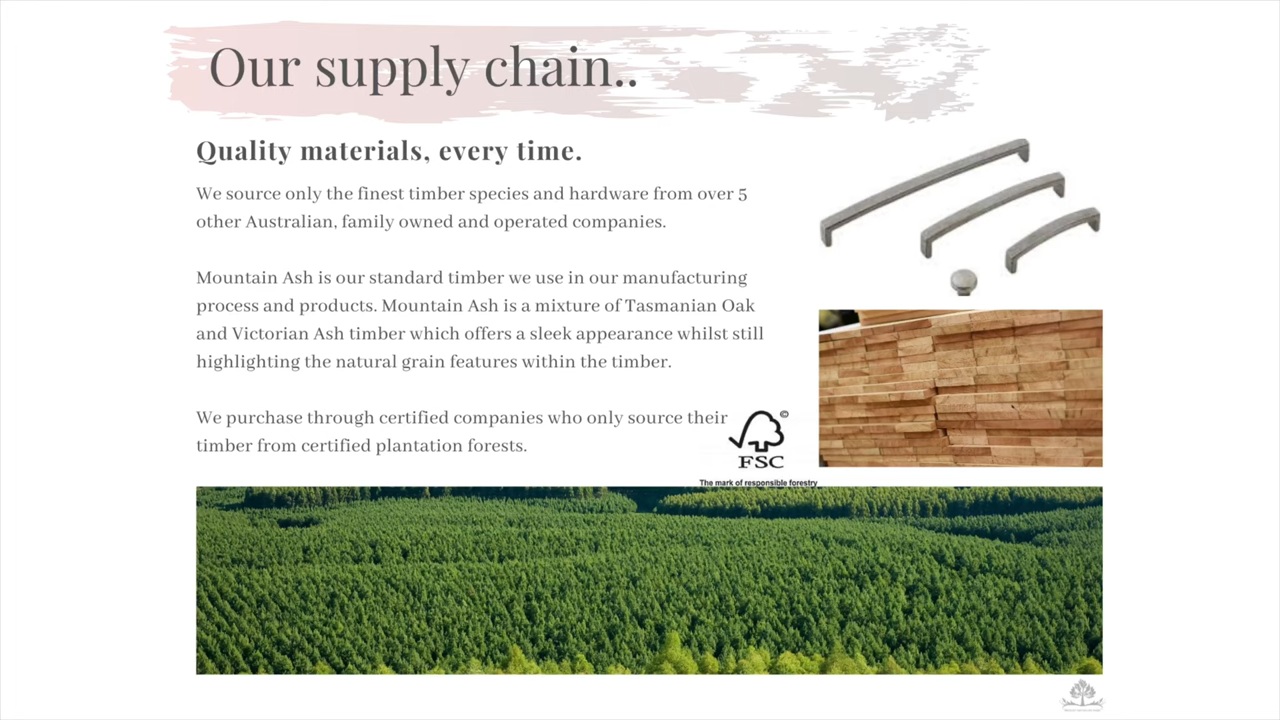 Our supply chain..
Quality materials, every time.
We source only the finest timber species and hardware from over 5
other Australian, family owned and operated companies.
Mountain Ash is our standard timber we use in our manufacturing
process and products. Mountain Ash is a mixture of Tasmanian Oak
and Victorian Ash timber which offers a sleek appearance whilst still
highlighting the natural grain features within the timber.
We purchase through certified companies who only source their
timber from certified plantation forests.
©
FSC
The mark of responsible forestry